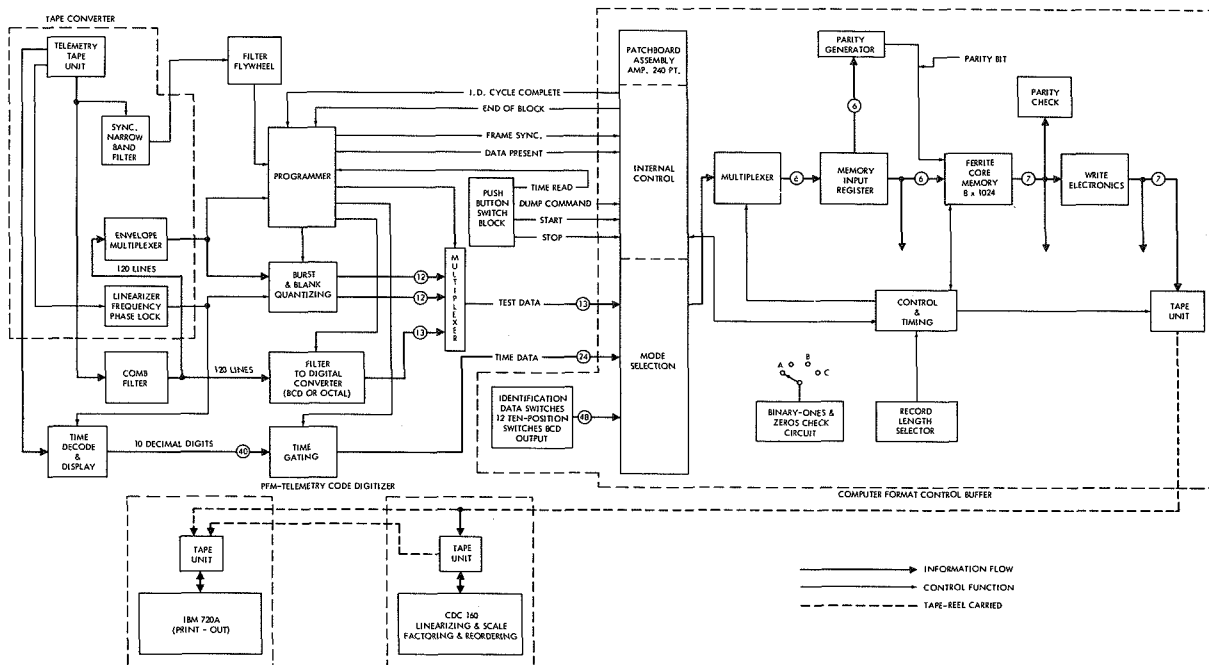 TAPE CONVERTER
TELEMETRY
TAPE
UNIT
SYNC.
NARROW
BAND
FILTER
FILTER
FLYWHEEL
ENVELOPE
MULTIPLEXER
120 LINES
LINEARIZER
FREQUENCY
PHASE LOCK
COMB
FILTER
120 LINES
TIME
DECODE
&
DISPLAY
10 DECIMAL DIGITS
40
PROGRAMMER
BURST
& BLANK
QUANTIZING
12
12
13
FILTER
TO DIGITAL
CONVERTER
(BCD OR OCTAL)
TIME
GATING
PFM-TELEMETRY CODE DIGITIZER
MULTIPLEXER
I.D. CYCLE COMPLETE
END OF BLOCK
FRAME SYNC.
DATA PRESENT
PUSH
BUTTON
SWITCH
BLOCK
TIME READ
DUMP COMMAND
START
STOP
TEST DATA
13
TIME DATA
24
IDENTIFICATION
DATA SWITCHES
12 TEN-POSITION
SWITCHES BCD
OUTPUT
48
PATCHBOARD
ASSEMBLY
AMP. 240 PT.
INTERNAL
CONTROL
MODE
SELECTION
MULTIPLEXER
6
PARITY
GENERATOR
6
MEMORY
INPUT
REGISTER
6
PARITY BIT
FERRITE
CORE
MEMORY
8 x 1024
7
PARITY
CHECK
WRITE
ELECTRONICS
7
TAPE
UNIT
CONTROL
&
TIMING
A
B
C
BINARY-ONES &
ZEROS CHECK
CIRCUIT
RECORD
LENGTH
SELECTOR
COMPUTER FORMAT CONTROL BUFFER
TAPE
UNIT
IBM 720A
(PRINT - OUT)
TAPE
UNIT
CDC 160
LINEARIZING & SCALE
FACTORING & REORDERING
INFORMATION FLOW
CONTROL FUNCTION
TAPE-REEL CARRIED